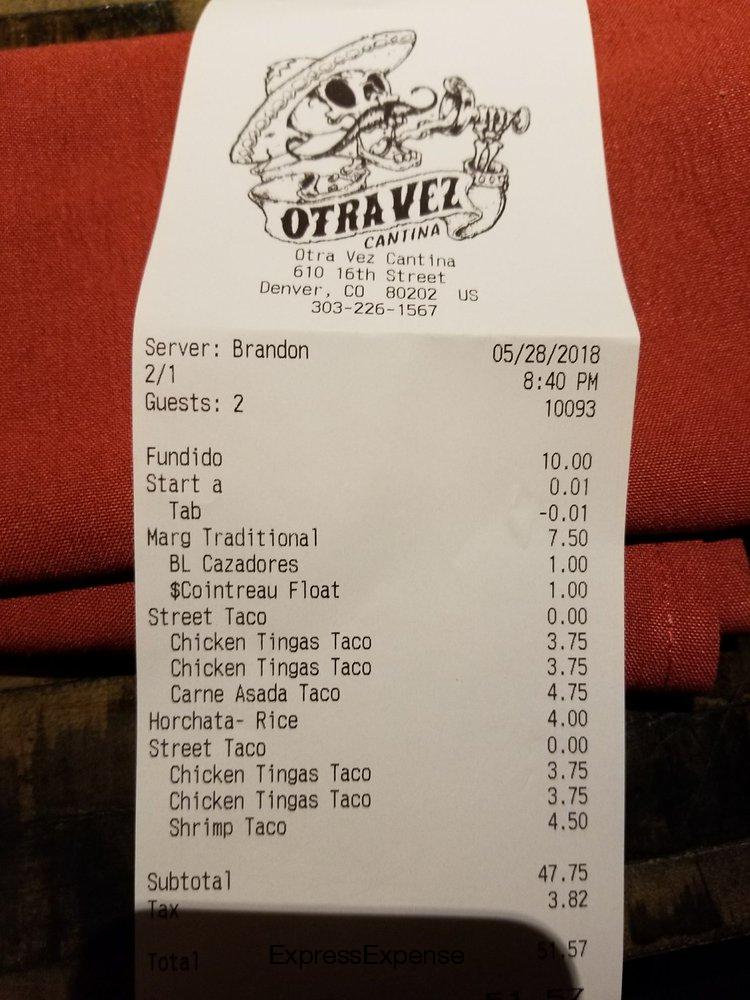 OTRA VEZ
CANTINA
Otra Vez Cantina
610 16th Street
Denver, CO 80202 US
303-226-1567
Server: Brandon 05/28/2018
2/1 8:40 PM
Guests: 2 10093
Fundido 10.00
Start a 0.01
Tab -0.01
Marg Traditional 7.50
BL Cazadores 1.00
$Cointreau Float 1.00
Street Taco 0.00
Chicken Tingas Taco 3.75
Chicken Tingas Taco 3.75
Carne Asada Taco 4.75
Horchata- Rice 4.00
Street Taco 0.00
Chicken Tingas Taco 3.75
Chicken Tingas Taco 3.75
Shrimp Taco 4.50
Subtotal 47.75
Tax 3.82
Total 51.57
ExpressExpense